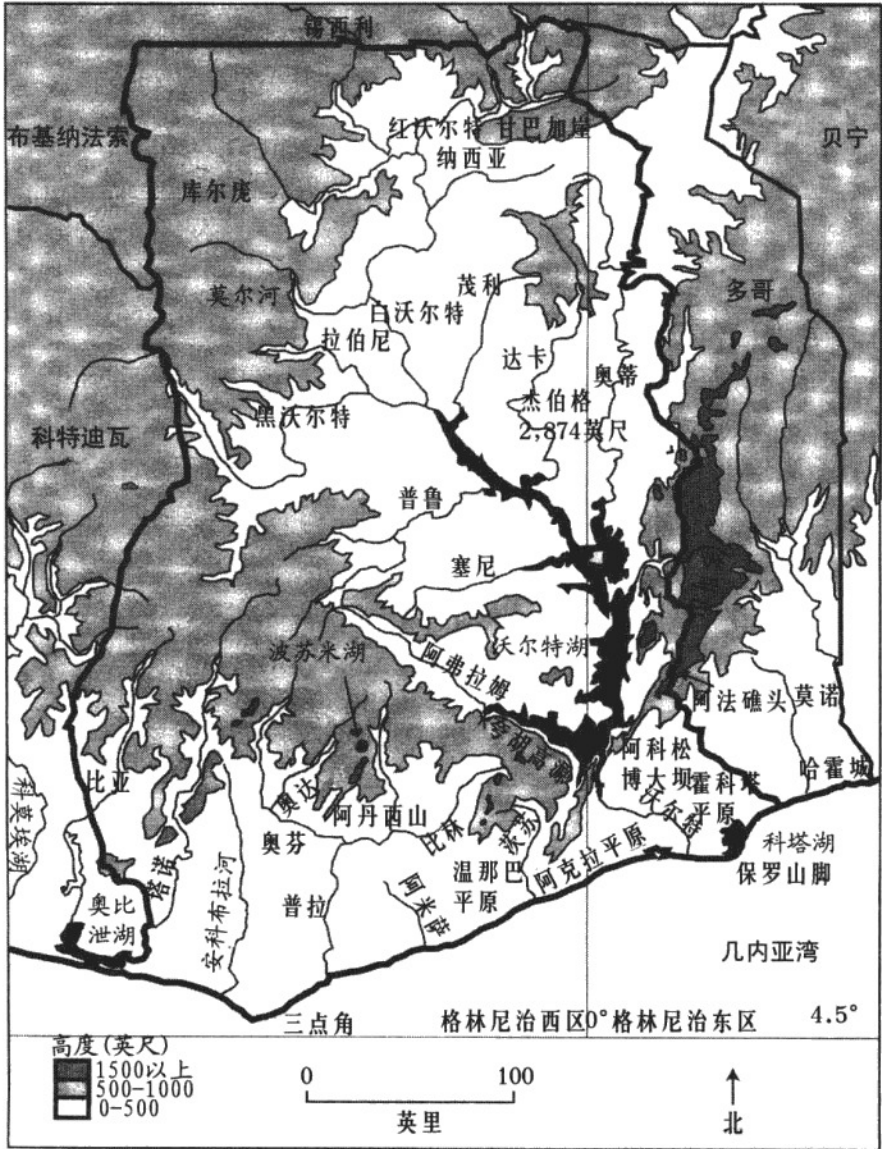 锡西利
布基纳法索
红沃尔特
甘巴加崖
纳西亚
贝宁
库尔庞
莫尔河
茂利
多哥
白沃尔特
拉伯尼
达卡
奥蒂
杰伯格
2,874英尺
黑沃尔特
科特迪瓦
普鲁
塞尼
波苏米湖
沃尔特湖
阿弗拉姆
阿法礁头
莫诺
阿科松
博大坝
哈霍城
霍科塔
平原
沃尔特
比亚
奥达
阿丹西山
比林
茨苏
科莫埃湖
奥芬
温那巴
平原
阿克拉平原
科塔湖
保罗山脚
塔诺
安科布拉河
普拉
阿米萨
奥比
泄湖
几内亚湾
三点角
格林尼治西区0°格林尼治东区
4.5°
高度(英尺)
1500以上
500-1000
0-500
0
100
英里
北